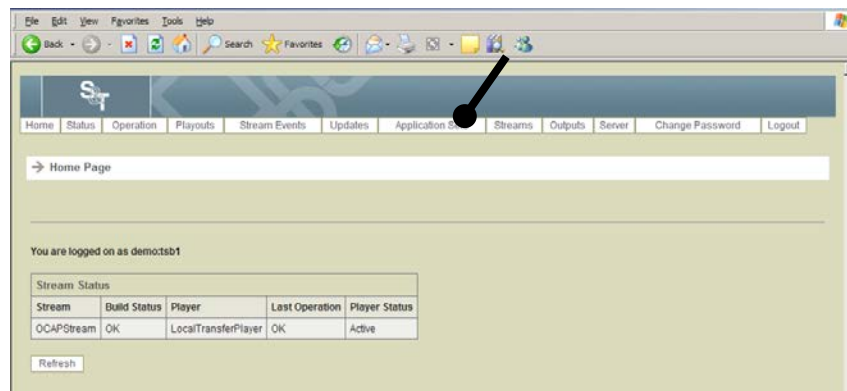 File Edit View Favorites Tools Help
Back Search Favorites
S&T
Home Status Operation Playouts Stream Events Updates Application Streams Outputs Server Change Password Logout
→ Home Page
You are logged on as demo:tsb1
Stream Status
Stream Build Status Player Last Operation Player Status
OCAPStream OK LocalTransferPlayer OK Active
Refresh